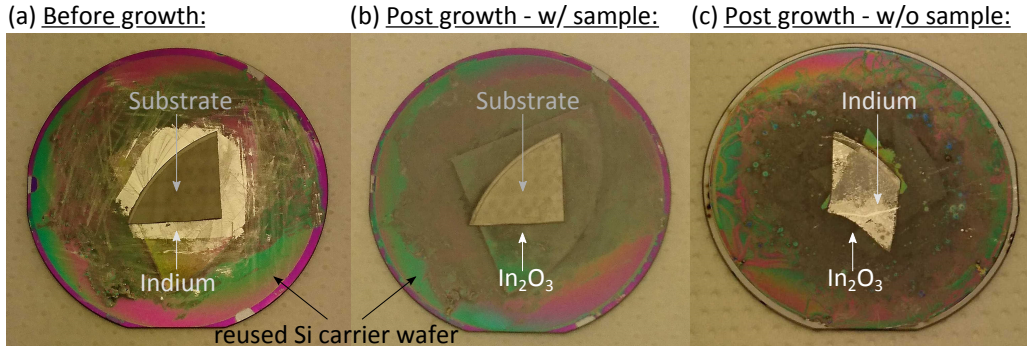 (a) Before growth:
(b) Post growth - w/ sample:
(c) Post growth - w/o sample:
Substrate
Indium
Substrate
In₂O₃
Indium
In₂O₃
reused Si carrier wafer